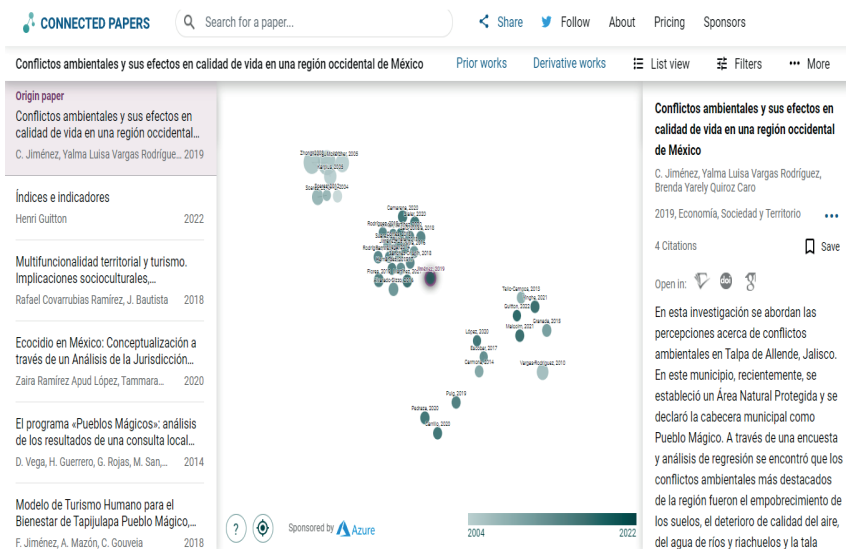 CONNECTED PAPERS
Search for a paper...
Share
Follow
About
Pricing
Sponsors
Conflictos ambientales y sus efectos en calidad de vida en una región occidental de México
Prior works
Derivative works
List view
Filters
More
Origin paper
Conflictos ambientales y sus efectos en
calidad de vida en una región occidental...
C. Jiménez, Yalma Luisa Vargas Rodrígue... 2019
Índices e indicadores
Henri Guitton 2022
Multifuncionalidad territorial y turismo.
Implicaciones socioculturales,...
Rafael Covarrubias Ramírez, J. Bautista 2018
Ecocidio en México: Conceptualización a
través de un Análisis de la Jurisdicción...
Zaira Ramírez Apud López, Tammara... 2020
El programa «Pueblos Mágicos»: análisis
de los resultados de una consulta local...
D. Vega, H. Guerrero, G. Rojas, M. San,... 2014
Modelo de Turismo Humano para el
Bienestar de Tapijulapa Pueblo Mágico,...
F. Jiménez, A. Mazón, C. Gouveia 2018
Camarena, 2020
Jiménez, 2019
Tello-Campos, 2013
Guitton, 2022
Granada, 2018
Malcolm, 2021
López, 2020
Escobar, 2017
Carmona, 2014
Vargas-Rodríguez, 2010
Puig, 2019
Pedraza, 2020
Carrillo, 2020
?
Sponsored by Azure
2004
2022
Conflictos ambientales y sus efectos en
calidad de vida en una región occidental
de México
C. Jiménez, Yalma Luisa Vargas Rodríguez,
Brenda Yarely Quiroz Caro
2019, Economía, Sociedad y Territorio
4 Citations
Save
Open in:
doi
En esta investigación se abordan las
percepciones acerca de conflictos
ambientales en Talpa de Allende, Jalisco.
En este municipio, recientemente, se
estableció un Área Natural Protegida y se
declaró la cabecera municipal como
Pueblo Mágico. A través de una encuesta
y análisis de regresión se encontró que los
conflictos ambientales más destacados
de la región fueron el empobrecimiento de
los suelos, el deterioro de calidad del aire,
del agua de ríos y riachuelos y la tala